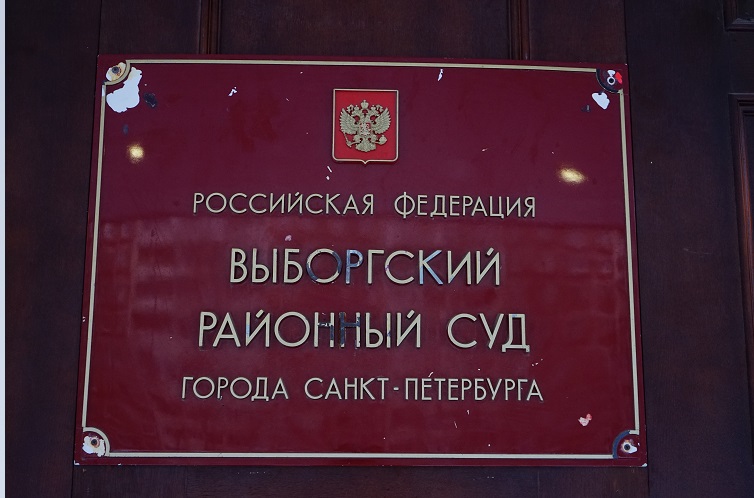 РОССИЙСКАЯ ФЕДЕРАЦИЯ
ВЫБОРГСКИЙ
РАЙОННЫЙ СУД
ГОРОДА САНКТ-ПЕТЕРБУРГА